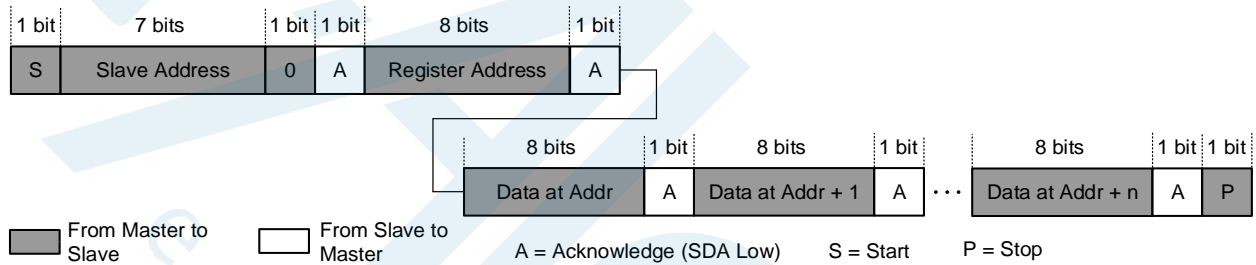 1 bit 7 bits 1 bit 1 bit 8 bits 1 bit
S Slave Address 0 A Register Address A
8 bits 1 bit 8 bits 1 bit 8 bits 1 bit 1 bit
Data at Addr A Data at Addr + 1 A ··· Data at Addr + n A P
From Master to
Slave
From Slave to
Master
A = Acknowledge (SDA Low) S = Start P = Stop